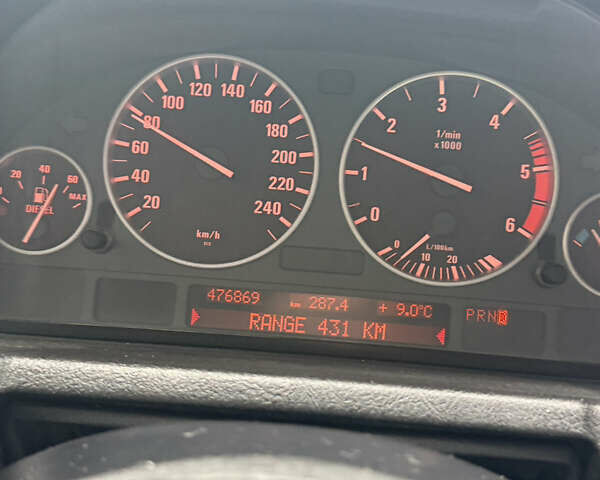 20 40 60 MAX
DIESEL
20 40 60 80 100 120 140 160 180 200 220 240
km/h
0 1 2 3 4 5 6
1/min
x1000
0 L/100km
10 20
476869 km 287.4 + 9.0°C
RANGE 431 KM
PRND